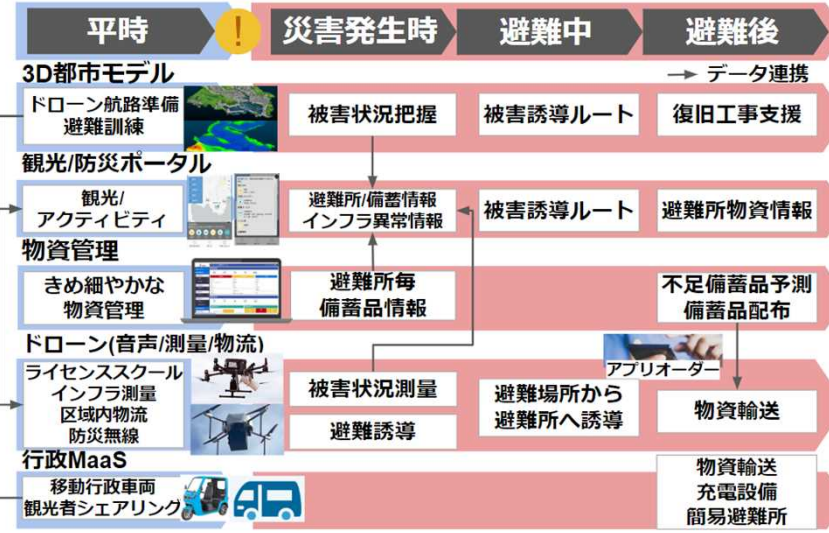 平時
!
災害発生時
避難中
避難後
3D都市モデル
データ連携
ドローン航路準備
避難訓練
被害状況把握
被害誘導ルート
復旧工事支援
観光/防災ポータル
観光/
アクティビティ
避難所/備蓄情報
インフラ異常情報
被害誘導ルート
避難所物資情報
物資管理
きめ細やかな
物資管理
避難所毎
備蓄品情報
不足備蓄品予測
備蓄品配布
ドローン(音声/測量/物流)
ライセンススクール
インフラ測量
区域内物流
防災無線
被害状況測量
避難誘導
避難場所から
避難所へ誘導
アプリオーダー
物資輸送
行政MaaS
移動行政車両
観光者シェアリング
物資輸送
充電設備
簡易避難所